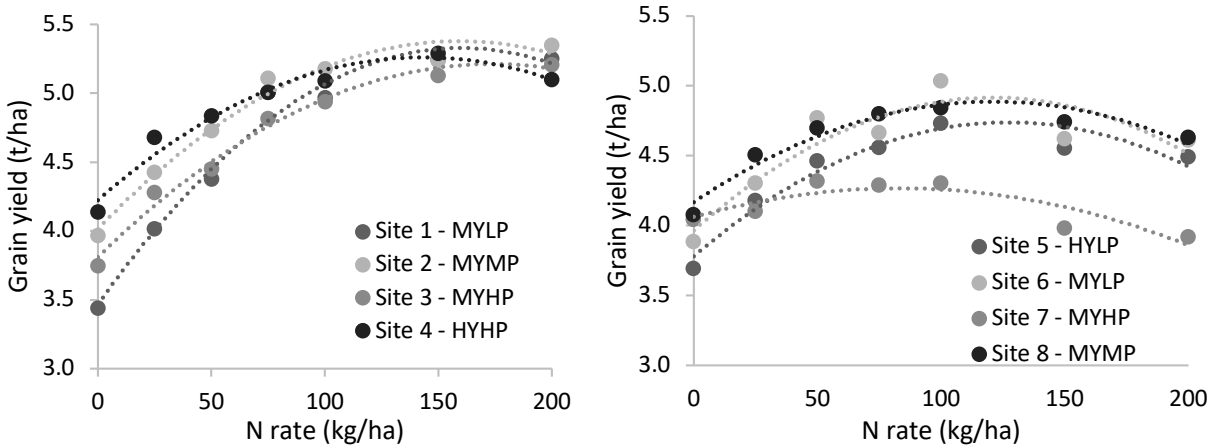 Grain yield (t/ha)
5.5
5.0
4.5
4.0
3.5
3.0
Site 1 - MYLP
Site 2 - MYMP
Site 3 - MYHP
Site 4 - HYHP
0 50 100 150 200
N rate (kg/ha)
Grain yield (t/ha)
5.5
5.0
4.5
4.0
3.5
3.0
Site 5 - HYLP
Site 6 - MYLP
Site 7 - MYHP
Site 8 - MYMP
0 50 100 150 200
N rate (kg/ha)